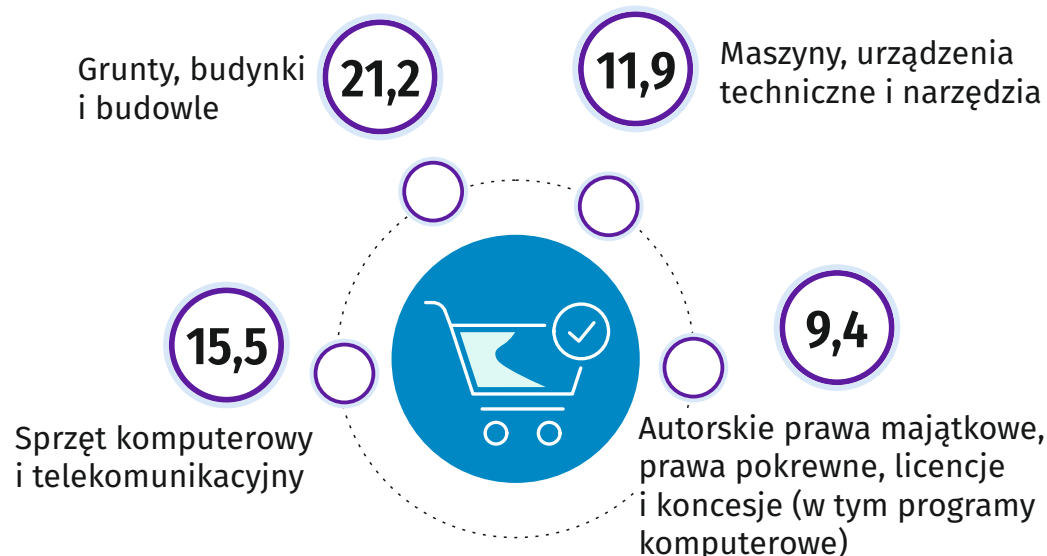 Grunty, budynki
i budowle
21,2
11,9
Maszyny, urządzenia
techniczne i narzędzia
15,5
Sprzęt komputerowy
i telekomunikacyjny
9,4
Autorskie prawa majątkowe,
prawa pokrewne, licencje
i koncesje (w tym programy
komputerowe)